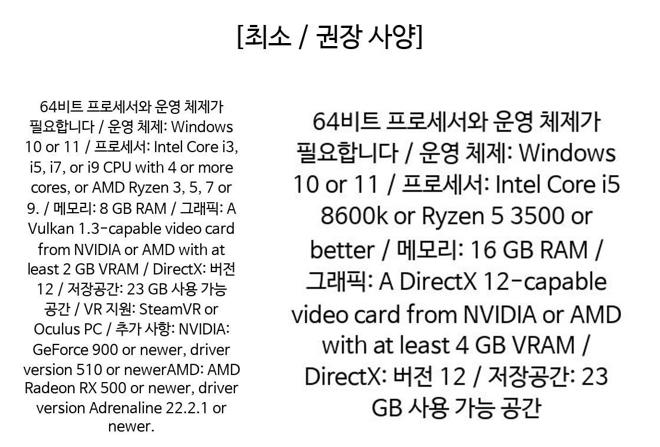 [최소 / 권장 사양]
64비트 프로세서와 운영 체제가
필요합니다 / 운영 체제: Windows
10 or 11 / 프로세서: Intel Core i3,
i5, i7, or i9 CPU with 4 or more
cores, or AMD Ryzen 3, 5, 7 or
9. / 메모리: 8 GB RAM / 그래픽: A
Vulkan 1.3-capable video card
from NVIDIA or AMD with at
least 2 GB VRAM / DirectX: 버전
12 / 저장공간: 23 GB 사용 가능
공간 / VR 지원: SteamVR or
Oculus PC / 추가 사항: NVIDIA:
GeForce 900 or newer, driver
version 510 or newerAMD: AMD
Radeon RX 500 or newer, driver
version Adrenaline 22.2.1 or
newer.
64비트 프로세서와 운영 체제가
필요합니다 / 운영 체제: Windows
10 or 11 / 프로세서: Intel Core i5
8600k or Ryzen 5 3500 or
better / 메모리: 16 GB RAM /
그래픽: A DirectX 12-capable
video card from NVIDIA or AMD
with at least 4 GB VRAM /
DirectX: 버전 12 / 저장공간: 23
GB 사용 가능 공간